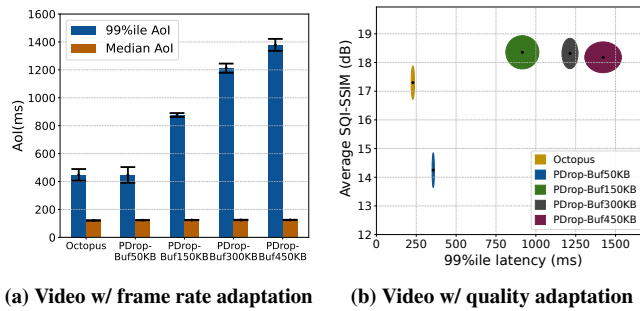 1600
1400
1200
1000
800
600
400
200
0
AoI(ms)
99%ile AoI
Median AoI
Octopus PDrop- PDrop- PDrop- PDrop-
Buf50KB Buf150KB Buf300KB Buf450KB
(a) Video w/ frame rate adaptation
20
19
18
17
16
15
14
13
12
Average SQI-SSIM (dB)
Octopus
PDrop-Buf50KB
PDrop-Buf150KB
PDrop-Buf300KB
PDrop-Buf450KB
0 250 500 750 1000 1250 1500
99%ile latency (ms)
(b) Video w/ quality adaptation